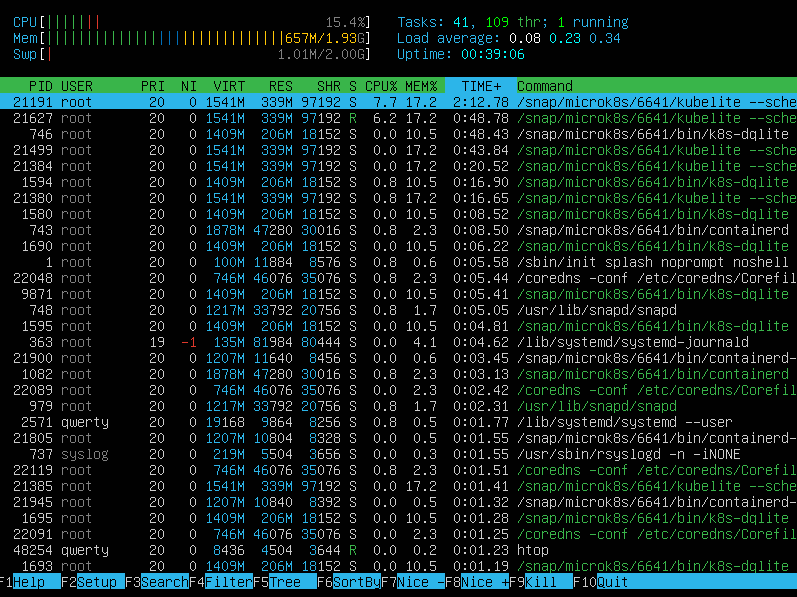 CPU[||||||| 15.4%] Tasks: 41, 109 thr; 1 running
Mem[||||||||||||||||||||||||||||||657M/1.93G] Load average: 0.08 0.23 0.34
Swp[| 1.01M/2.00G] Uptime: 00:39:06
PID USER PRI NI VIRT RES SHR S CPU% MEM% TIME+ Command
21191 root 20 0 1541M 339M 97192 S 7.7 17.2 2:12.78 /snap/microk8s/6641/kubelite --sche
21627 root 20 0 1541M 339M 97192 R 6.2 17.2 0:48.78 /snap/microk8s/6641/kubelite --sche
746 root 20 0 1409M 206M 18152 S 0.0 10.5 0:48.43 /snap/microk8s/6641/bin/k8s-dqlite
21499 root 20 0 1541M 339M 97192 S 0.0 17.2 0:43.84 /snap/microk8s/6641/kubelite --sche
21384 root 20 0 1541M 339M 97192 S 0.0 17.2 0:20.52 /snap/microk8s/6641/kubelite --sche
1594 root 20 0 1409M 206M 18152 S 0.8 10.5 0:16.90 /snap/microk8s/6641/bin/k8s-dqlite
21380 root 20 0 1541M 339M 97192 S 0.8 17.2 0:16.65 /snap/microk8s/6641/kubelite --sche
1580 root 20 0 1409M 206M 18152 S 0.0 10.5 0:08.52 /snap/microk8s/6641/bin/k8s-dqlite
743 root 20 0 1878M 47280 30016 S 0.8 2.3 0:08.50 /snap/microk8s/6641/bin/containerd
1690 root 20 0 1409M 206M 18152 S 0.0 10.5 0:06.22 /snap/microk8s/6641/bin/k8s-dqlite
1 root 20 0 100M 11884 8576 S 0.8 0.6 0:05.58 /sbin/init splash noprompt noshell
22048 root 20 0 746M 46076 35076 S 0.8 2.3 0:05.44 /coredns -conf /etc/coredns/Corefil
9871 root 20 0 1409M 206M 18152 S 0.0 10.5 0:05.41 /snap/microk8s/6641/bin/k8s-dqlite
748 root 20 0 1217M 33792 20756 S 0.8 1.7 0:05.05 /usr/lib/snapd/snapd
1595 root 20 0 1409M 206M 18152 S 0.0 10.5 0:04.81 /snap/microk8s/6641/bin/k8s-dqlite
363 root 19 -1 135M 81984 80444 S 0.0 4.1 0:04.62 /lib/systemd/systemd-journald
21900 root 20 0 1207M 11640 8456 S 0.0 0.6 0:03.45 /snap/microk8s/6641/bin/containerd-
1082 root 20 0 1878M 47280 30016 S 0.0 2.3 0:03.13 /snap/microk8s/6641/bin/containerd
22089 root 20 0 746M 46076 35076 S 0.0 2.3 0:02.42 /coredns -conf /etc/coredns/Corefil
979 root 20 0 1217M 33792 20756 S 0.8 1.7 0:02.31 /usr/lib/snapd/snapd
2571 qwerty 20 0 19168 9864 8256 S 0.8 0.5 0:01.77 /lib/systemd/systemd --user
21805 root 20 0 1207M 10804 8328 S 0.0 0.5 0:01.55 /snap/microk8s/6641/bin/containerd-
737 syslog 20 0 219M 5504 3656 S 0.0 0.3 0:01.55 /usr/sbin/rsyslogd -n -iNONE
22119 root 20 0 746M 46076 35076 S 0.8 2.3 0:01.51 /coredns -conf /etc/coredns/Corefil
21385 root 20 0 1541M 339M 97192 S 0.0 17.2 0:01.41 /snap/microk8s/6641/kubelite --sche
21945 root 20 0 1207M 10840 8392 S 0.0 0.5 0:01.32 /snap/microk8s/6641/bin/containerd-
1695 root 20 0 1409M 206M 18152 S 0.0 10.5 0:01.28 /snap/microk8s/6641/bin/k8s-dqlite
22091 root 20 0 746M 46076 35076 S 0.0 2.3 0:01.25 /coredns -conf /etc/coredns/Corefil
48254 qwerty 20 0 8436 4504 3644 R 0.0 0.2 0:01.23 htop
1693 root 20 0 1409M 206M 18152 S 0.0 10.5 0:01.19 /snap/microk8s/6641/bin/k8s-dqlite
F1Help F2Setup F3SearchF4FilterF5Tree F6SortByF7Nice -F8Nice +F9Kill F10Quit